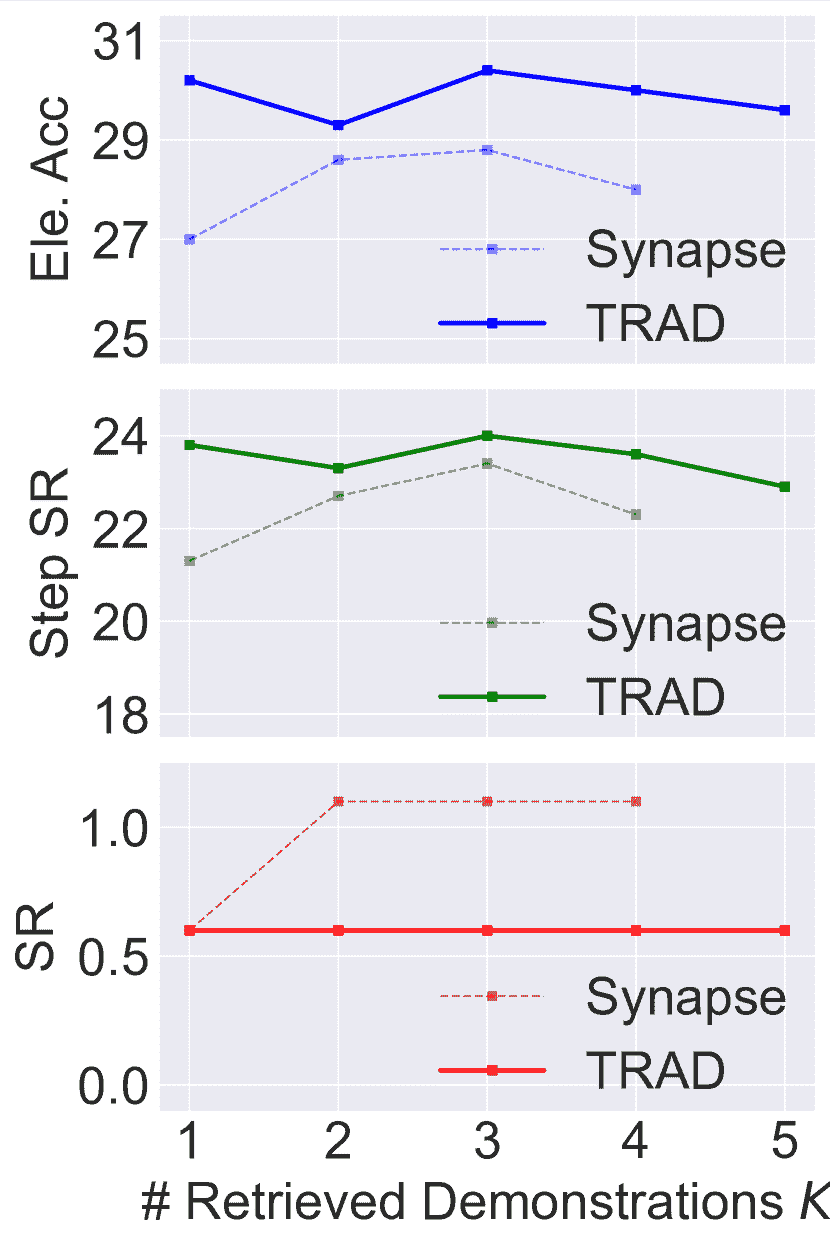 31
29
27
25
Ele. Acc
Synapse
TRAD
24
22
20
18
Step SR
Synapse
TRAD
1.0
0.5
0.0
SR
Synapse
TRAD
1 2 3 4 5
# Retrieved Demonstrations K